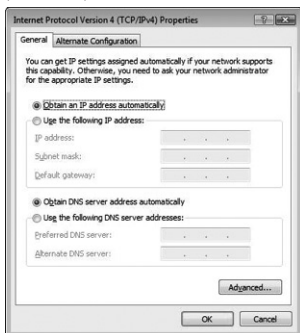 Internet Protocol Version 4 (TCP/IPv4) Properties
General
Alternate Configuration
You can get IP settings assigned automatically if your network supports
this capability. Otherwise, you need to ask your network administrator
for the appropriate IP settings.
Obtain an IP address automatically
Use the following IP address:
IP address:
Subnet mask:
Default gateway:
Obtain DNS server address automatically
Use the following DNS server addresses:
Preferred DNS server:
Alternate DNS server:
Advanced...
OK
Cancel